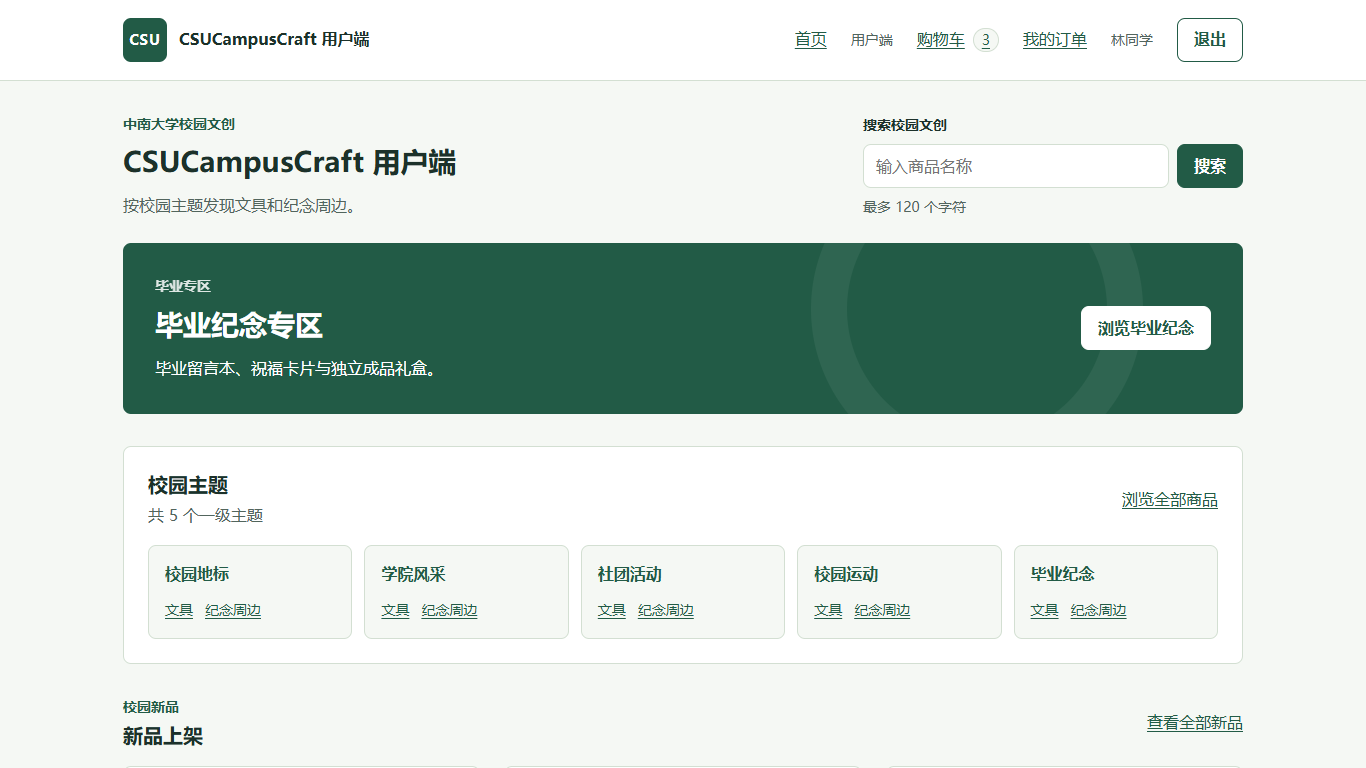 CSU CSUCampusCraft 用户端 首页 用户端 购物车 3 我的订单 林同学 退出
中南大学校园文创
CSUCampusCraft 用户端
按校园主题发现文具和纪念周边。
搜索校园文创
输入商品名称 搜索
最多 120 个字符
毕业专区
毕业纪念专区
毕业留言本、祝福卡片与独立成品礼盒。
浏览毕业纪念
校园主题
共 5 个一级主题
浏览全部商品
校园地标 学院风采 社团活动 校园运动 毕业纪念
文具 纪念周边 文具 纪念周边 文具 纪念周边 文具 纪念周边 文具 纪念周边
校园新品
新品上架
查看全部新品